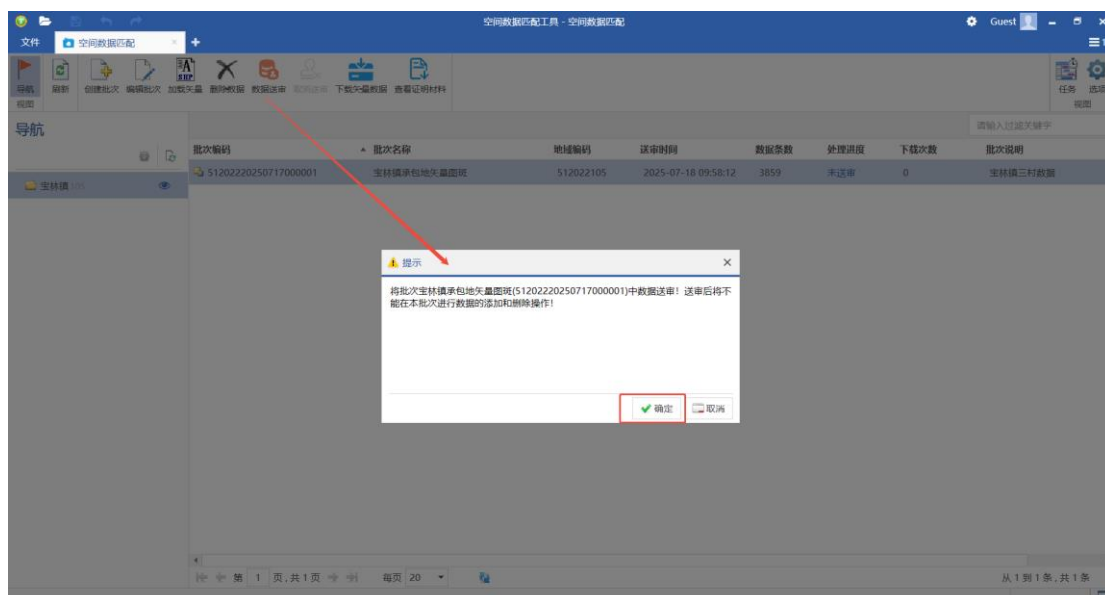 空间数据匹配工具 - 空间数据匹配
Guest
文件 空间数据匹配
导航 刷新 创建批次 编辑批次 加载矢量 删除数据 数据送审 取消送审 下载矢量数据 查看证明材料 任务 选项
视图 视图
导航
请输入过滤关键字
批次编码 批次名称 地域编码 送审时间 数据条数 处理进度 下载次数 批次说明
51202220250717000001 宝林镇承包地矢量图斑 512022105 2025-07-18 09:58:12 3859 未送审 0 宝林镇三村数据
宝林镇
提示
将批次宝林镇承包地矢量图斑(51202220250717000001)中数据送审！送审后将不
能在本批次进行数据的添加和删除操作！
确定 取消
第 1 页,共1页 每页 20 从1到1条,共1条